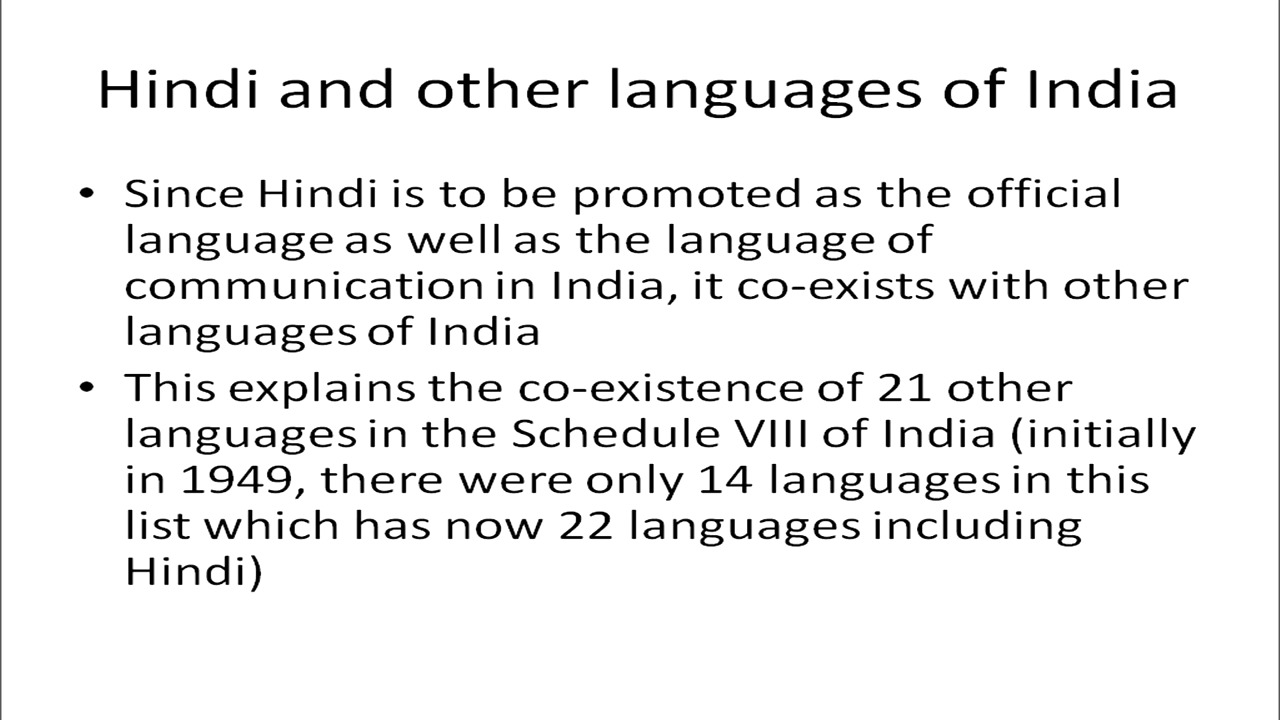 Hindi and other languages of India
• Since Hindi is to be promoted as the official
language as well as the language of
communication in India, it co-exists with other
languages of India
• This explains the co-existence of 21 other
languages in the Schedule VIII of India (initially
in 1949, there were only 14 languages in this
list which has now 22 languages including
Hindi)